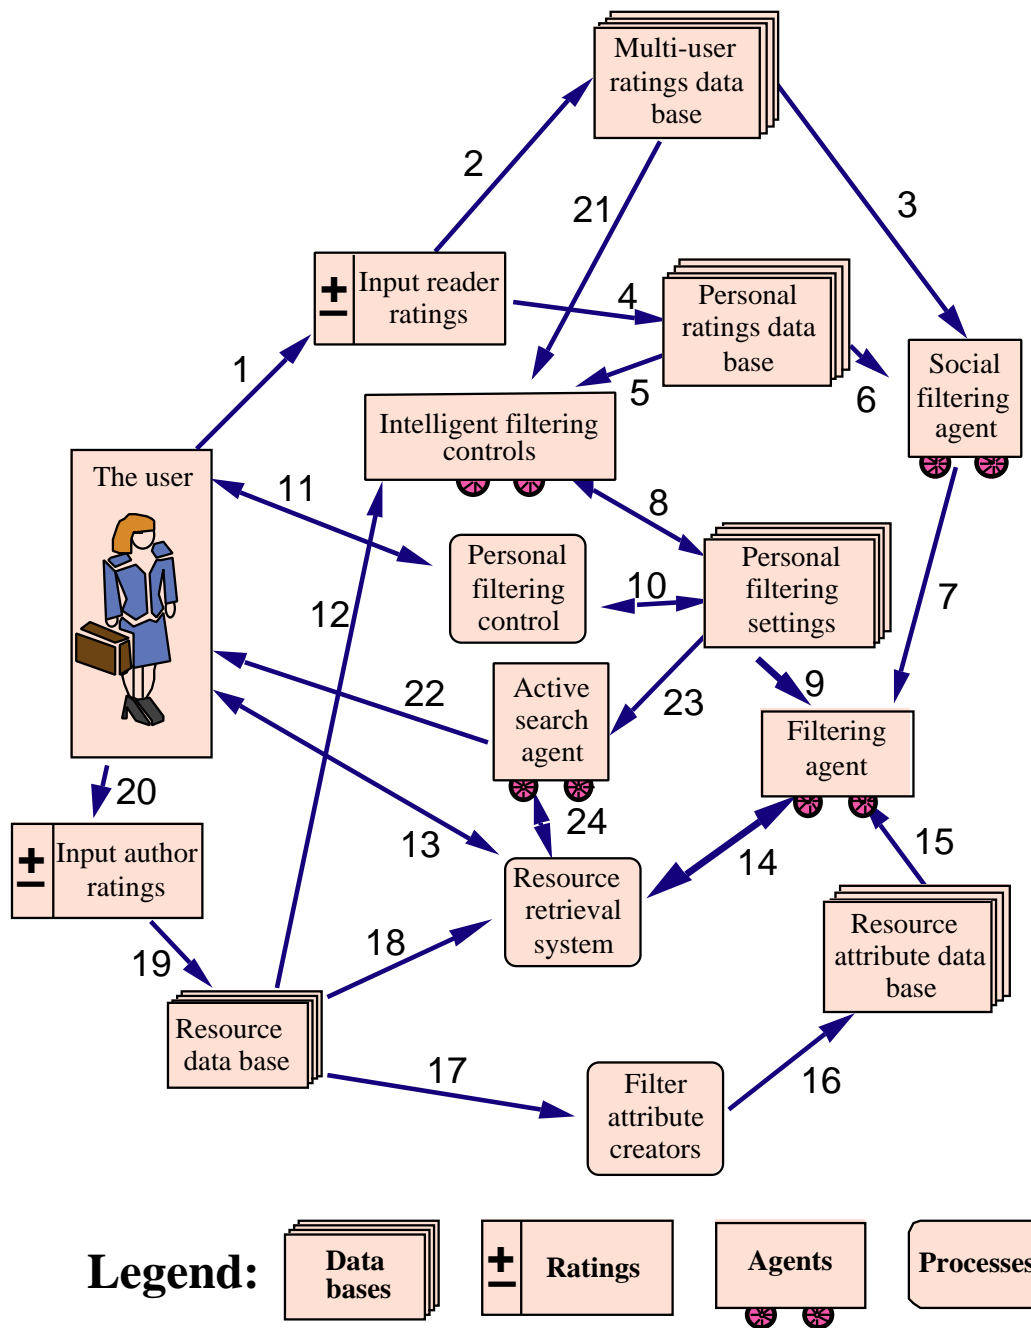 Multi-user
ratings data
base
2
21
3
± Input reader
ratings
4
Personal
ratings data
base
1
5
6
Social
filtering
agent
Intelligent filtering
controls
The user
11
8
Personal
filtering
control
10
Personal
filtering
settings
7
12
22
Active
search
agent
23
9
Filtering
agent
20
± Input author
ratings
13
24
14
15
Resource
retrieval
system
18
19
Resource
attribute data
base
Resource
data base
17
Filter
attribute
creators
16
Legend:
Data
bases
± Ratings
Agents
Processes